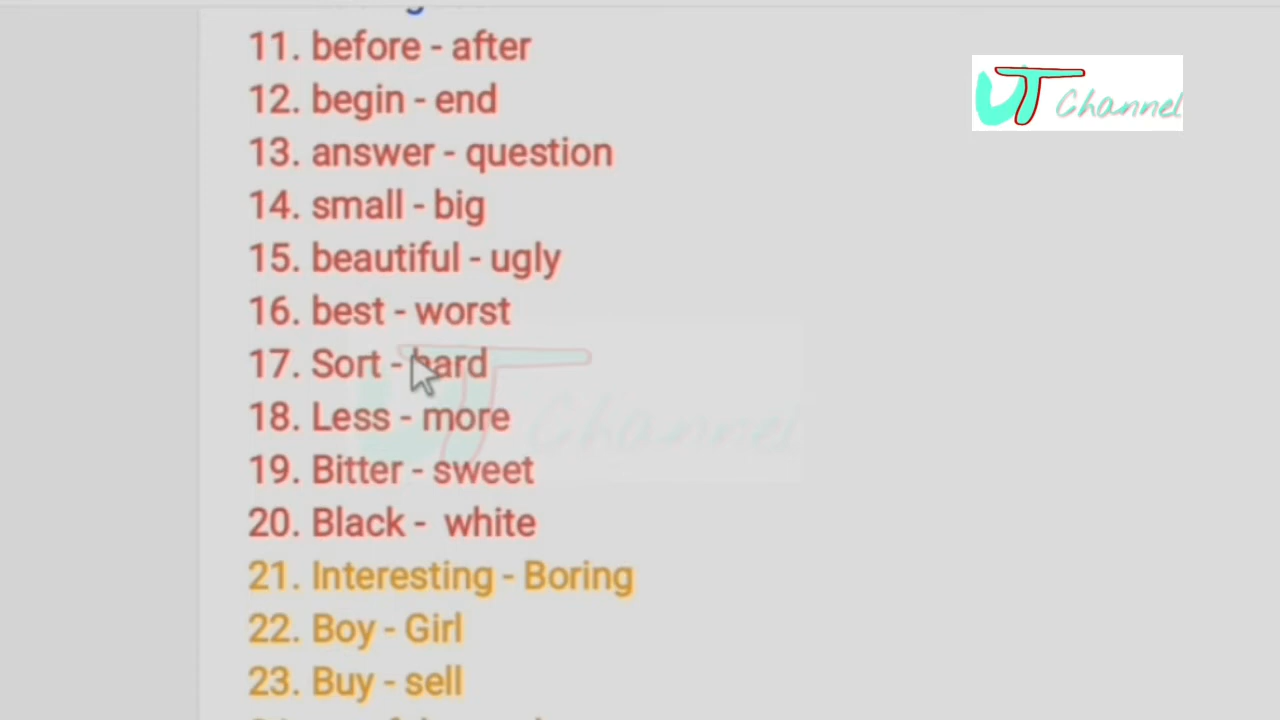 11. before - after
12. begin - end
13. answer - question
14. small - big
15. beautiful - ugly
16. best - worst
17. Sort - hard
18. Less - more
19. Bitter - sweet
20. Black - white
21. Interesting - Boring
22. Boy - Girl
23. Buy - sell
UT Channel
UT Channel